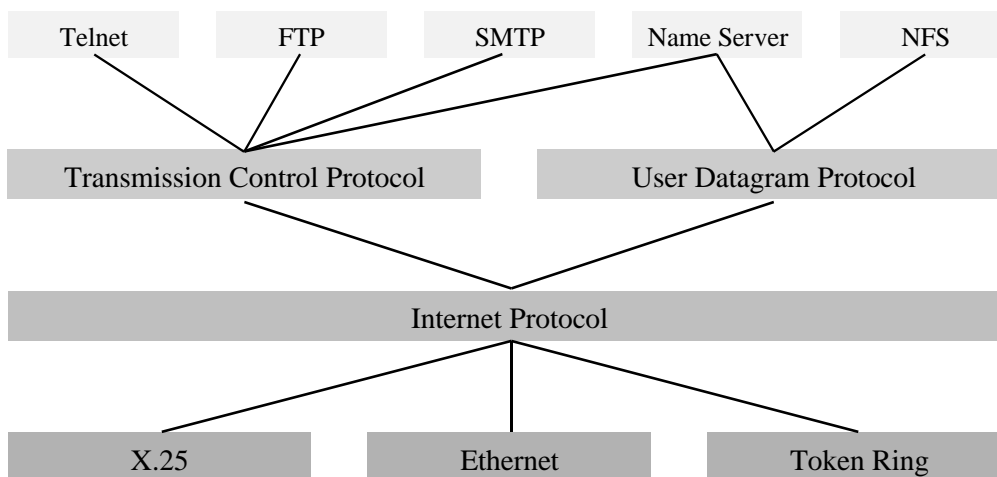 Telnet FTP SMTP Name Server NFS
Transmission Control Protocol User Datagram Protocol
Internet Protocol
X.25 Ethernet Token Ring